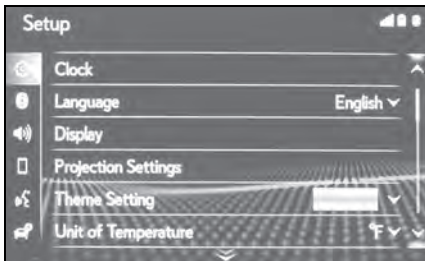 Setup
Clock
Language English
Display
Projection Settings
Theme Setting
Unit of Temperature °F